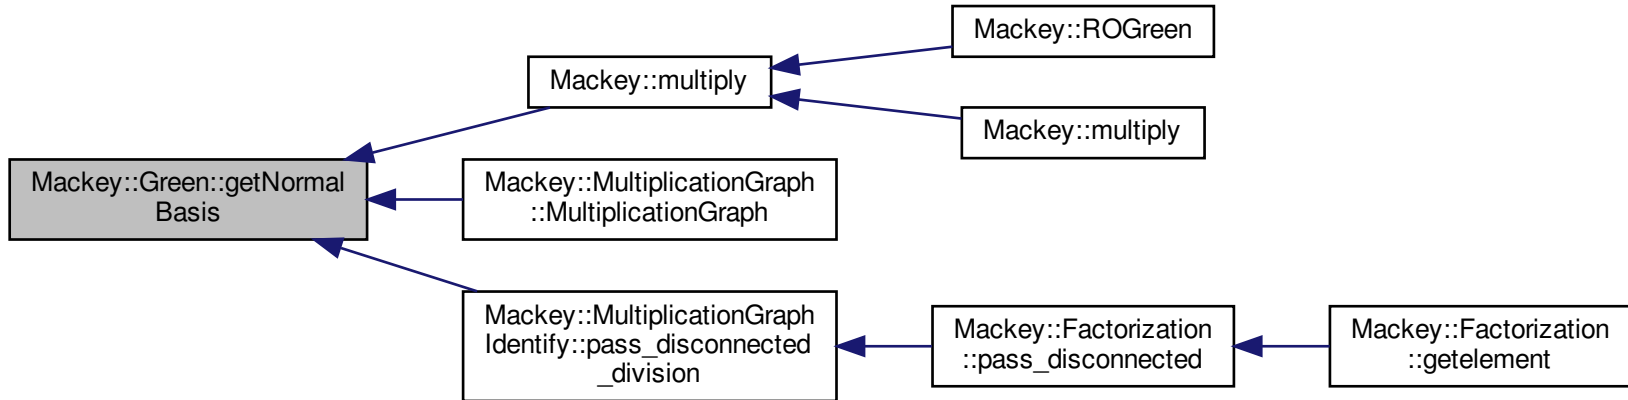 Mackey::Green::getNormal
Basis
Mackey::multiply
Mackey::ROGreen
Mackey::multiply
Mackey::MultiplicationGraph
::MultiplicationGraph
Mackey::MultiplicationGraph
Identify::pass_disconnected
_division
Mackey::Factorization
::pass_disconnected
Mackey::Factorization
::getelement